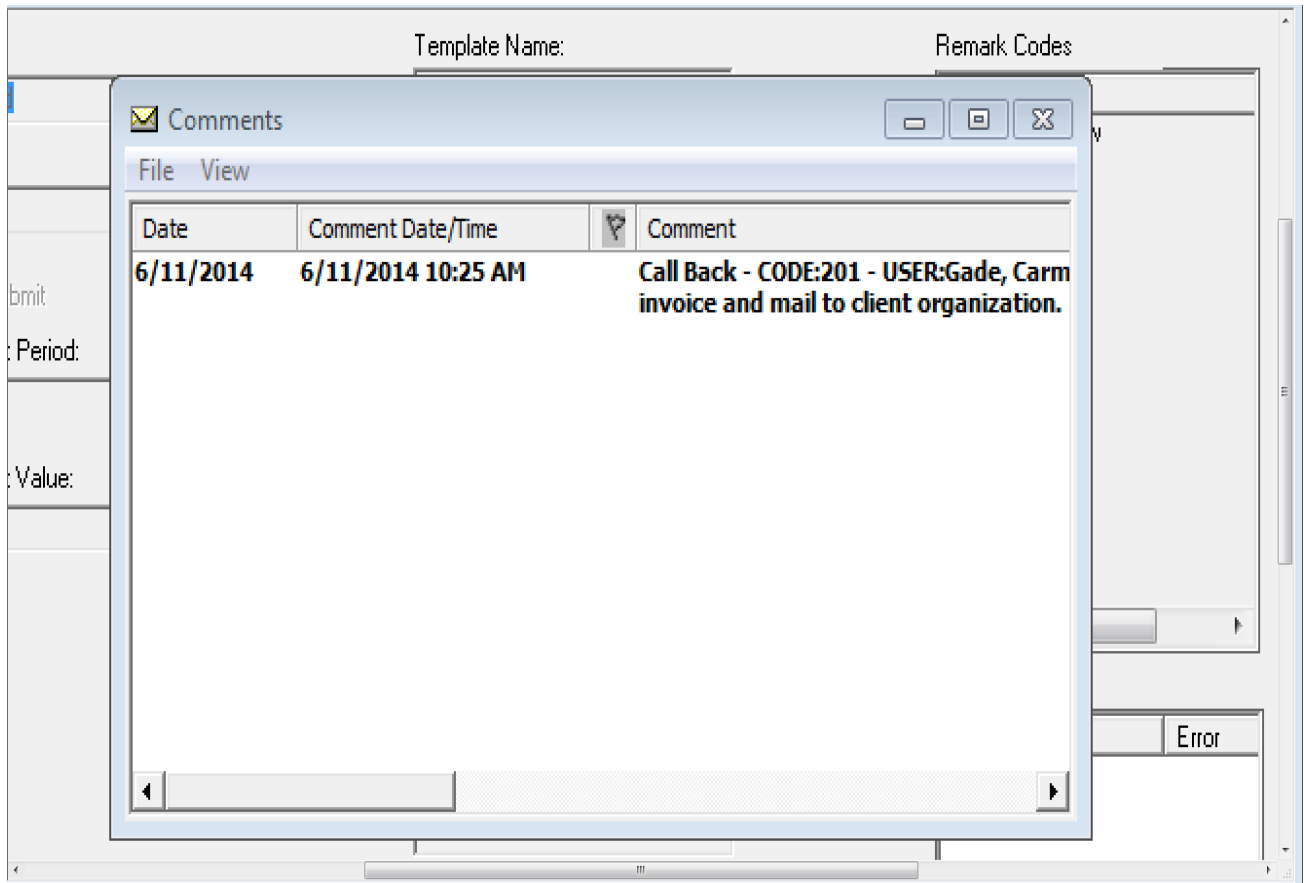 Template Name:
Remark Codes
Comments
File View
Date Comment Date/Time Comment
6/11/2014 6/11/2014 10:25 AM Call Back - CODE:201 - USER:Gade, Carm
invoice and mail to client organization.
bmit
: Period:
: Value:
Error